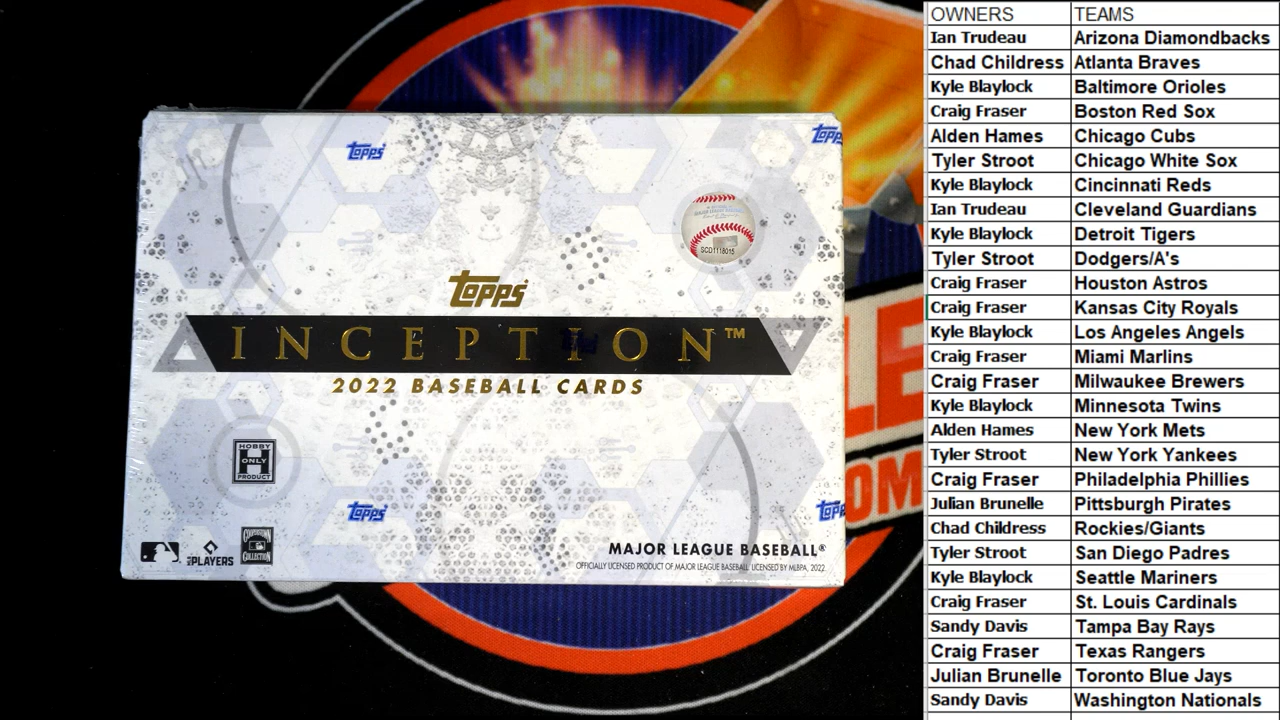 Topps
Topps
SCD1118015
Topps
INCEPTION™
2022 BASEBALL CARDS
HOBBY
H
ONLY
PRODUCT
Topps
Topps
PLAYERS
COOPERSTOWN
COLLECTION
MAJOR LEAGUE BASEBALL®
OFFICIALLY LICENSED PRODUCT OF MAJOR LEAGUE BASEBALL. LICENSED BY MLBPA, 2022
LE
OM
OWNERS TEAMS
Ian Trudeau Arizona Diamondbacks
Chad Childress Atlanta Braves
Kyle Blaylock Baltimore Orioles
Craig Fraser Boston Red Sox
Alden Hames Chicago Cubs
Tyler Stroot Chicago White Sox
Kyle Blaylock Cincinnati Reds
Ian Trudeau Cleveland Guardians
Kyle Blaylock Detroit Tigers
Tyler Stroot Dodgers/A's
Craig Fraser Houston Astros
Craig Fraser Kansas City Royals
Kyle Blaylock Los Angeles Angels
Craig Fraser Miami Marlins
Craig Fraser Milwaukee Brewers
Kyle Blaylock Minnesota Twins
Alden Hames New York Mets
Tyler Stroot New York Yankees
Craig Fraser Philadelphia Phillies
Julian Brunelle Pittsburgh Pirates
Chad Childress Rockies/Giants
Tyler Stroot San Diego Padres
Kyle Blaylock Seattle Mariners
Craig Fraser St. Louis Cardinals
Sandy Davis Tampa Bay Rays
Craig Fraser Texas Rangers
Julian Brunelle Toronto Blue Jays
Sandy Davis Washington Nationals